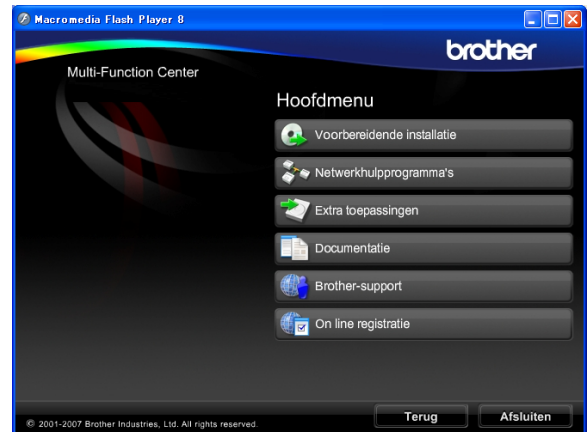 Macromedia Flash Player 8
brother
Multi-Function Center
Hoofdmenu
Voorbereidende installatie
Netwerkhulpprogramma's
Extra toepassingen
Documentatie
Brother-support
On line registratie
© 2001-2007 Brother Industries, Ltd. All rights reserved.
Terug
Afsluiten